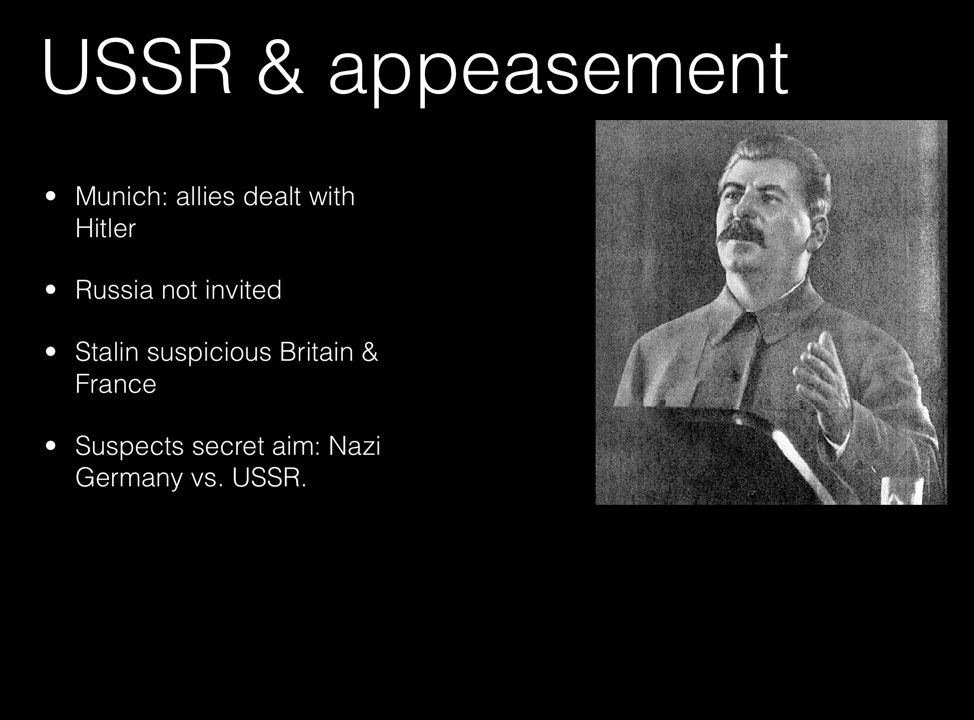 USSR & appeasement
• Munich: allies dealt with
Hitler
• Russia not invited
• Stalin suspicious Britain &
France
• Suspects secret aim: Nazi
Germany vs. USSR.